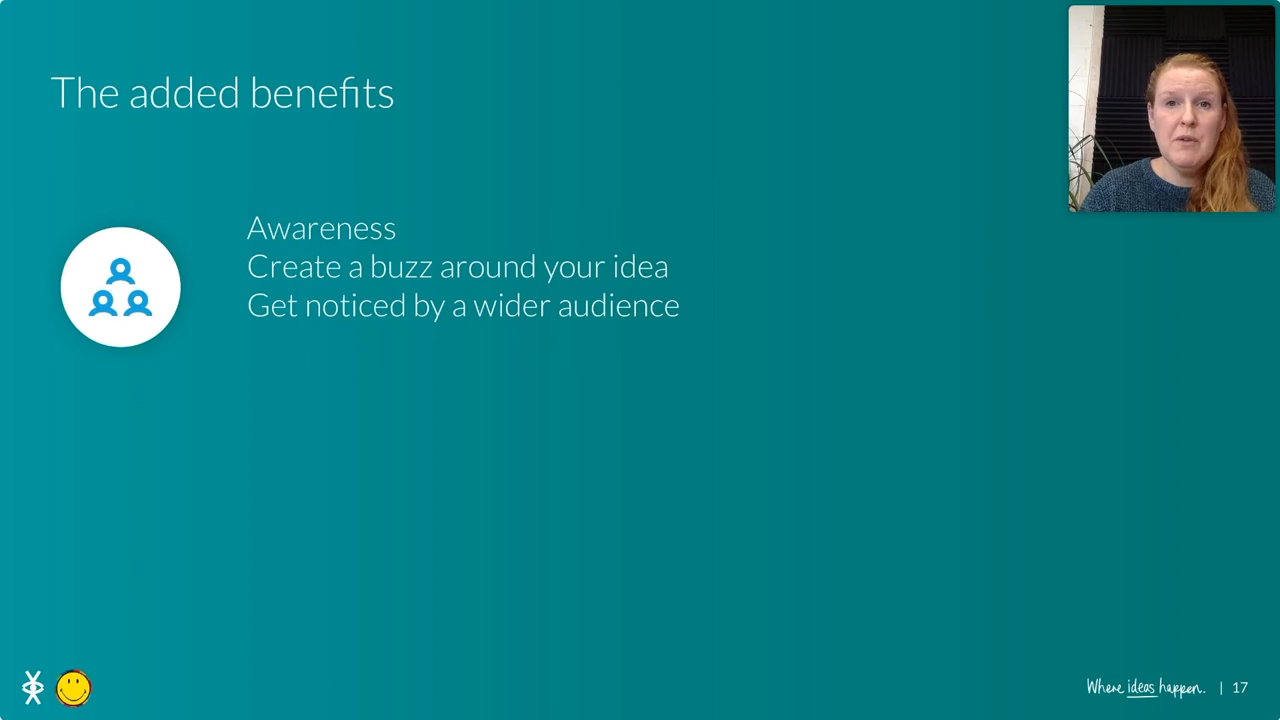 The added benefits
Awareness
Create a buzz around your idea
Get noticed by a wider audience
Where ideas happen. | 17